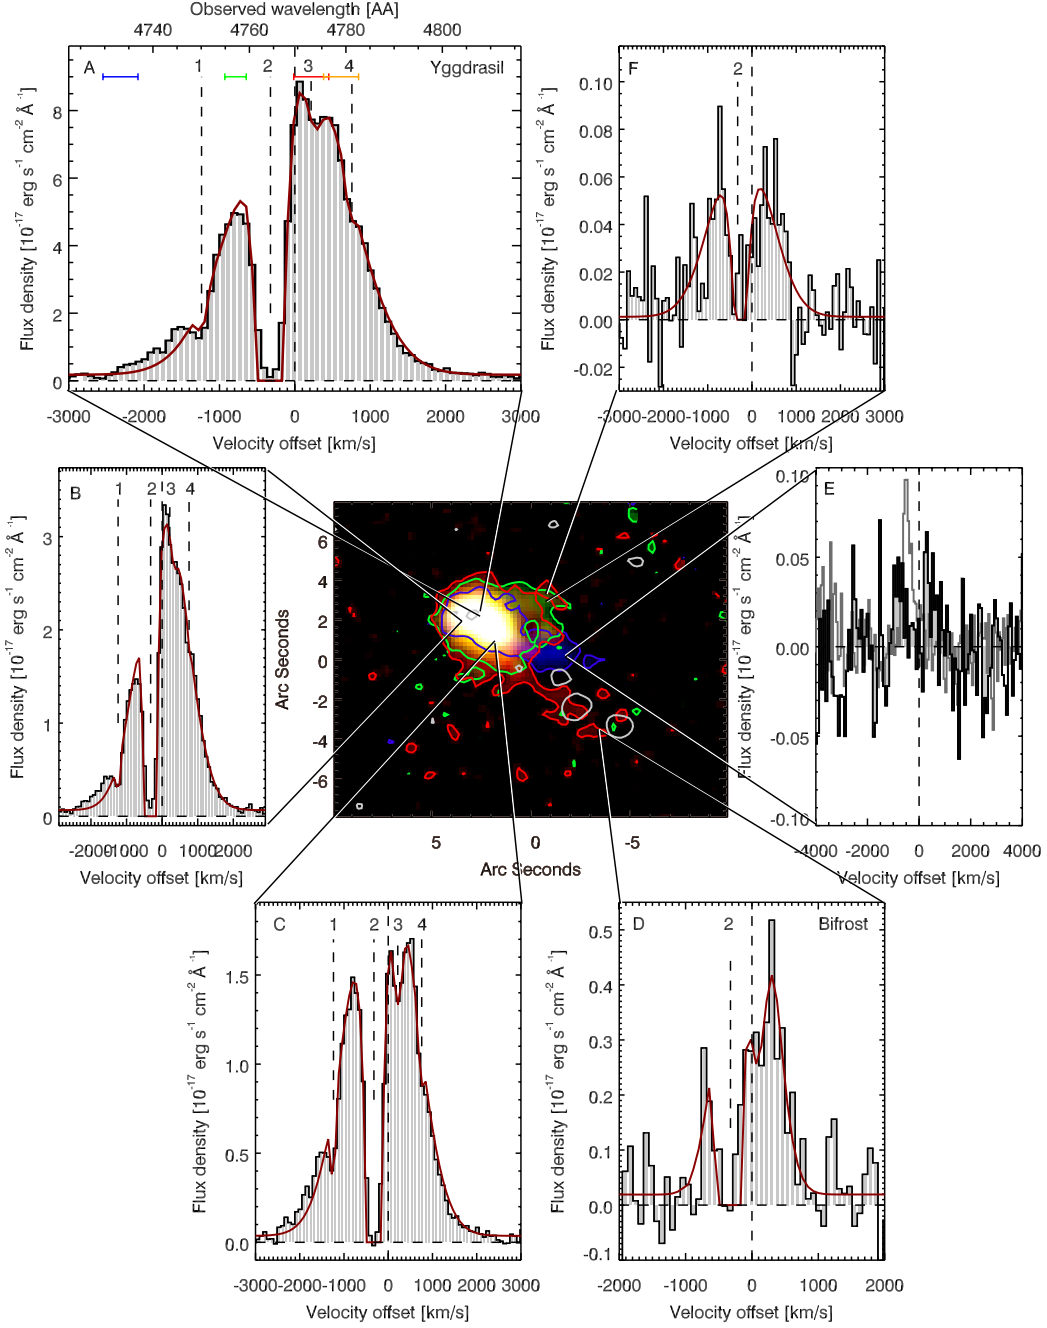 Observed wavelength [AA]
4740 4760 4780 4800
A 1 2 3 4 Yggdrasil
Flux density [10⁻¹⁷ erg s⁻¹ cm⁻² Å⁻¹]
8
6
4
2
0
-3000 -2000 -1000 0 1000 2000 3000
Velocity offset [km/s]
F 2
Flux density [10⁻¹⁷ erg s⁻¹ cm⁻² Å⁻¹]
0.10
0.08
0.06
0.04
0.02
0.00
-0.02
-3000 -2000 -1000 0 1000 2000 3000
Velocity offset [km/s]
B 1 2 3 4
Flux density [10⁻¹⁷ erg s⁻¹ cm⁻² Å⁻¹]
3
2
1
0
-2000 -1000 0 1000 2000
Velocity offset [km/s]
Arc Seconds
6
4
2
0
-2
-4
-6
5 0 -5
Arc Seconds
E
Flux density [10⁻¹⁷ erg s⁻¹ cm⁻² Å⁻¹]
0.10
0.05
0.00
-0.05
-0.10
-4000 -2000 0 2000 4000
Velocity offset [km/s]
C 1 2 3 4
Flux density [10⁻¹⁷ erg s⁻¹ cm⁻² Å⁻¹]
1.5
1.0
0.5
0.0
-3000 -2000 -1000 0 1000 2000 3000
Velocity offset [km/s]
D 2 Bifrost
Flux density [10⁻¹⁷ erg s⁻¹ cm⁻² Å⁻¹]
0.5
0.4
0.3
0.2
0.1
0.0
-0.1
-2000 -1000 0 1000 2000
Velocity offset [km/s]